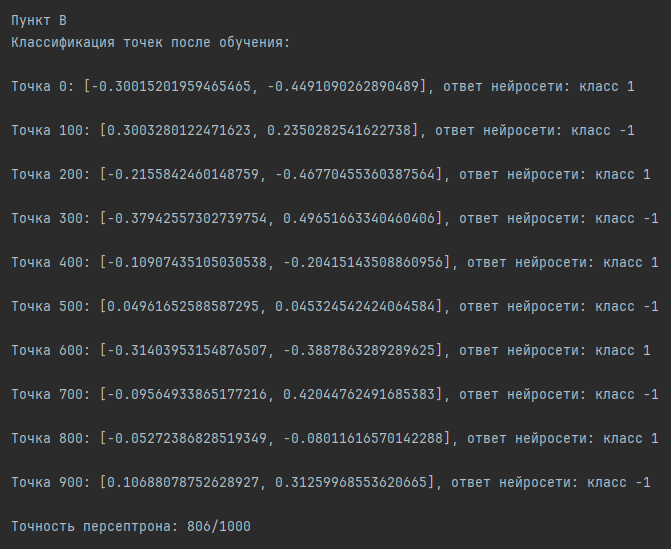 Пункт В
Классификация точек после обучения:
Точка 0: [-0.30015201959465465, -0.4491090262890489], ответ нейросети: класс 1
Точка 100: [0.3003280122471623, 0.2350282541622738], ответ нейросети: класс -1
Точка 200: [-0.2155842460148759, -0.46770455360387564], ответ нейросети: класс 1
Точка 300: [-0.37942557302739754, 0.49651663340460406], ответ нейросети: класс -1
Точка 400: [-0.10907435105030538, -0.20415143508860956], ответ нейросети: класс 1
Точка 500: [0.04961652588587295, 0.045324542424064584], ответ нейросети: класс -1
Точка 600: [-0.31403953154876507, -0.3887863289289625], ответ нейросети: класс 1
Точка 700: [-0.09564933865177216, 0.42044762491685383], ответ нейросети: класс -1
Точка 800: [-0.05272386828519349, -0.08011616570142288], ответ нейросети: класс 1
Точка 900: [0.10688078752628927, 0.31259968553620665], ответ нейросети: класс -1
Точность персептрона: 806/1000